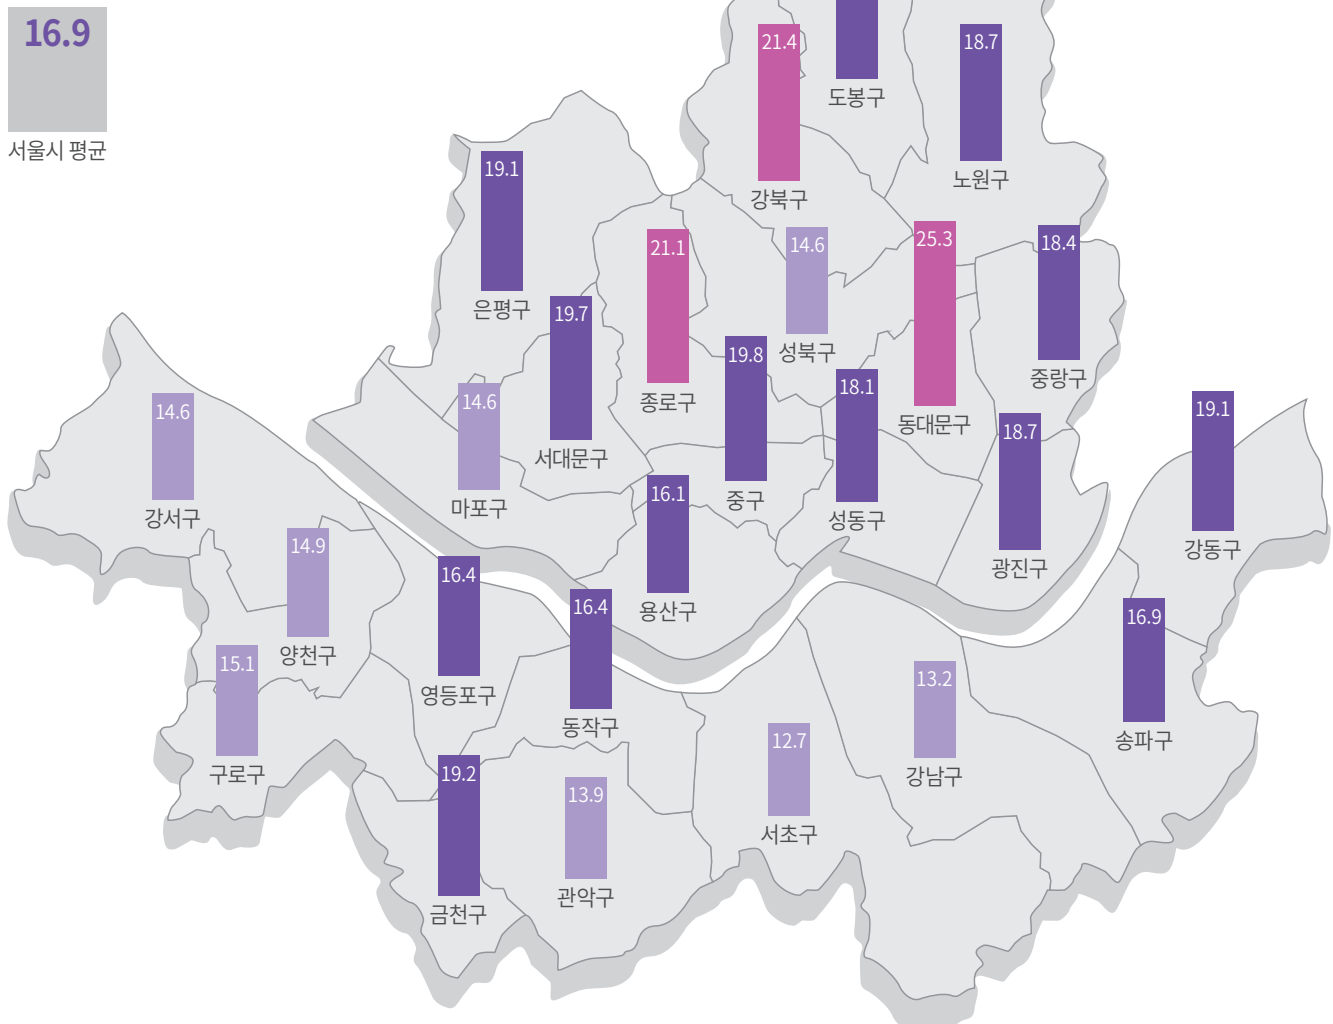 16.9
서울시 평균
21.4
강북구
도봉구
18.7
노원구
19.1
은평구
21.1
종로구
14.6
성북구
25.3
동대문구
18.4
중랑구
19.7
서대문구
14.6
마포구
19.8
중구
18.1
성동구
18.7
광진구
19.1
강동구
14.6
강서구
14.9
양천구
16.4
영등포구
16.1
용산구
16.4
동작구
15.1
구로구
16.9
송파구
13.2
강남구
12.7
서초구
19.2
금천구
13.9
관악구